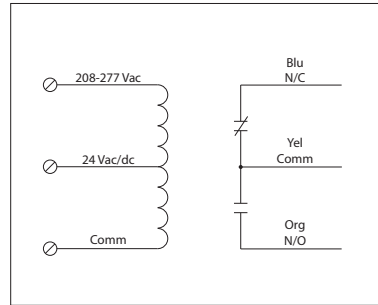 208-277 Vac
24 Vac/dc
Comm
Blu
N/C
Yel
Comm
Org
N/O